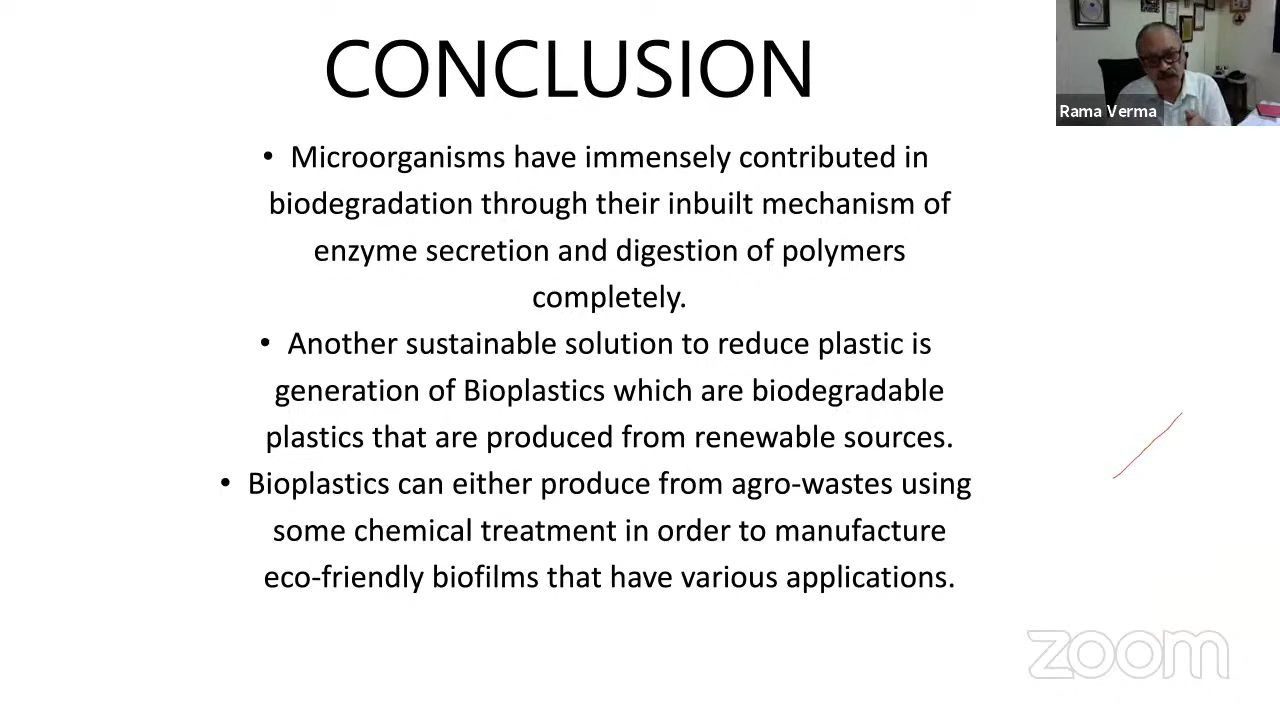 CONCLUSION
Rama Verma
• Microorganisms have immensely contributed in
biodegradation through their inbuilt mechanism of
enzyme secretion and digestion of polymers
completely.
• Another sustainable solution to reduce plastic is
generation of Bioplastics which are biodegradable
plastics that are produced from renewable sources.
• Bioplastics can either produce from agro-wastes using
some chemical treatment in order to manufacture
eco-friendly biofilms that have various applications.
zoom